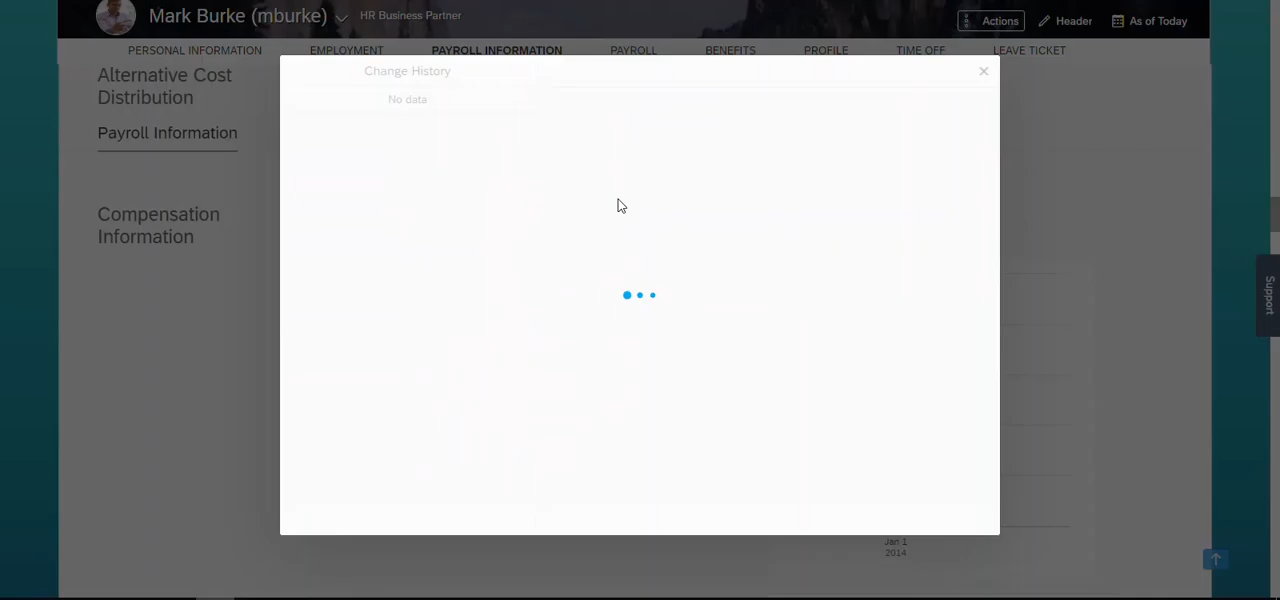 Mark Burke (mburke)
HR Business Partner
Actions
Header
As of Today
PERSONAL INFORMATION
EMPLOYMENT
PAYROLL INFORMATION
PAYROLL
BENEFITS
PROFILE
TIME OFF
LEAVE TICKET
Alternative Cost
Distribution
Payroll Information
Compensation
Information
Change History
No data
Support
Jan 1
2014